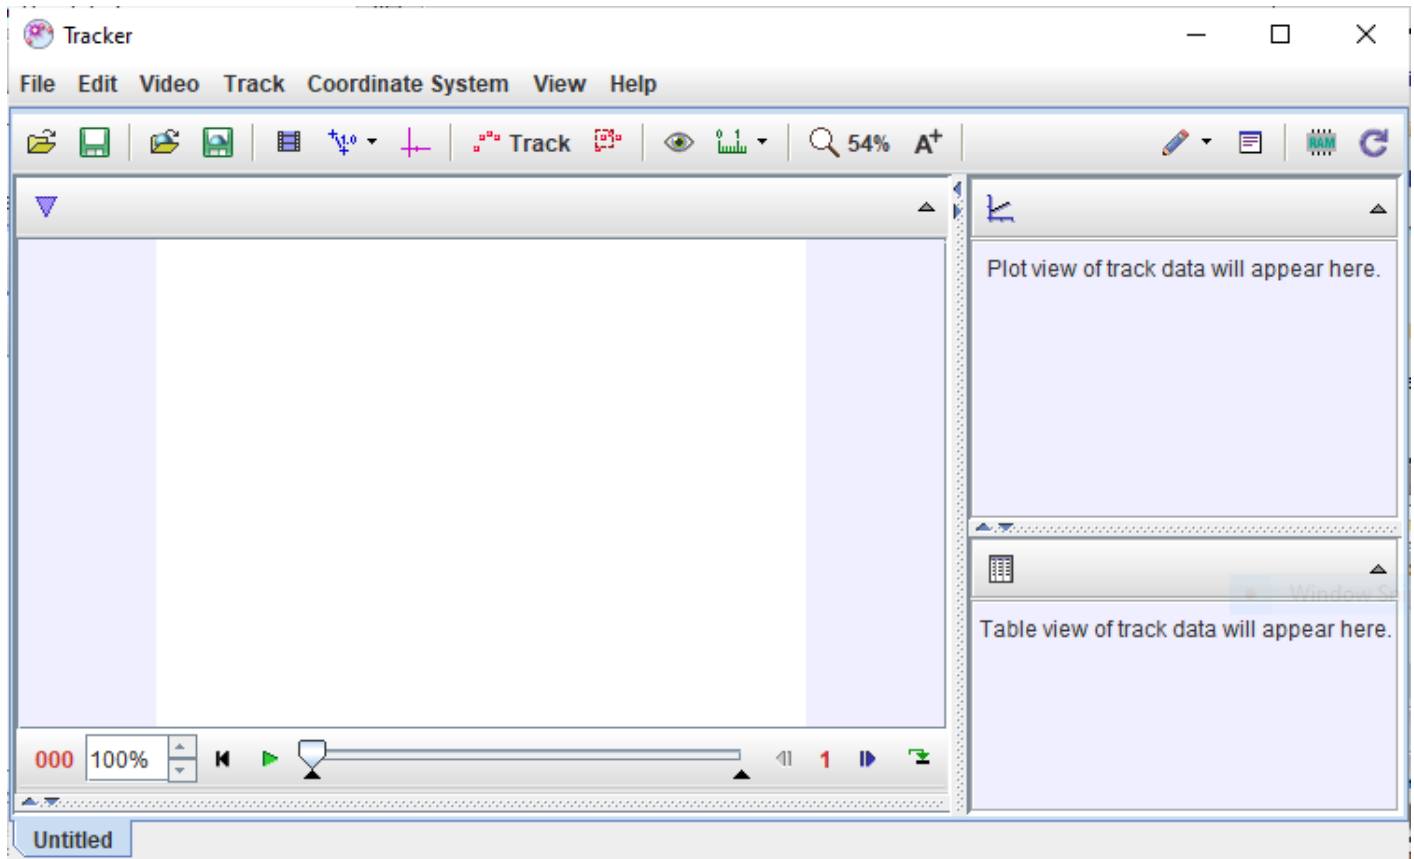 Tracker
File Edit Video Track Coordinate System View Help
Track 54% A+ RAM
Plot view of track data will appear here.
Window
Table view of track data will appear here.
000 100% 1
Untitled